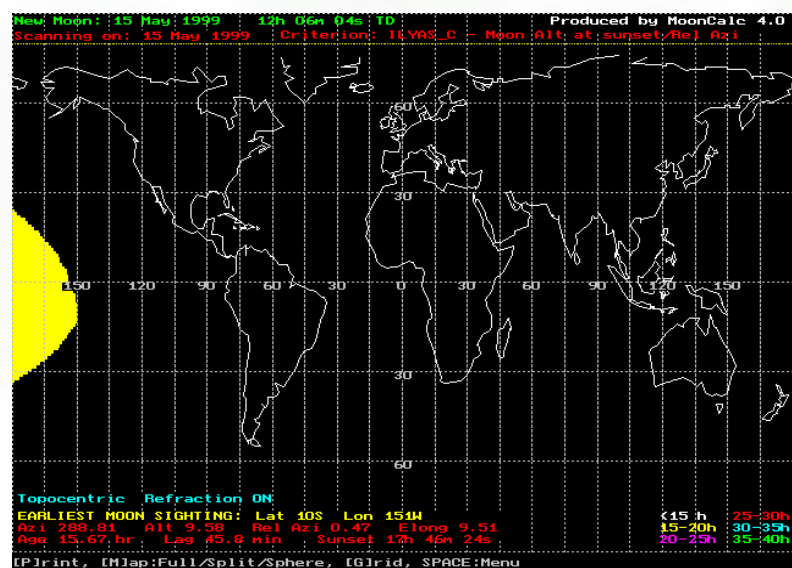 New Moon: 15 May 1999 12h 06m 04s TD Produced by MoonCalc 4.0
Scanning on: 15 May 1999 Criterion: ILYAS_C - Moon Alt at sunset/Rel Azi
60
30
150 120 90 60 30 0 30 60 90 120 150
30
60
Topocentric Refraction ON
EARLIEST MOON SIGHTING: Lat 10S Lon 151W <15 h 25-30h
Azi 288.81 Alt 9.58 Rel Azi 0.47 Elong 9.51 15-20h 30-35h
Age 15.67 hr Lag 45.8 min Sunset 17h 46m 24s 20-25h 35-40h
[P]rint, [M]ap:Full/Split/Sphere, [G]rid, SPACE:Menu